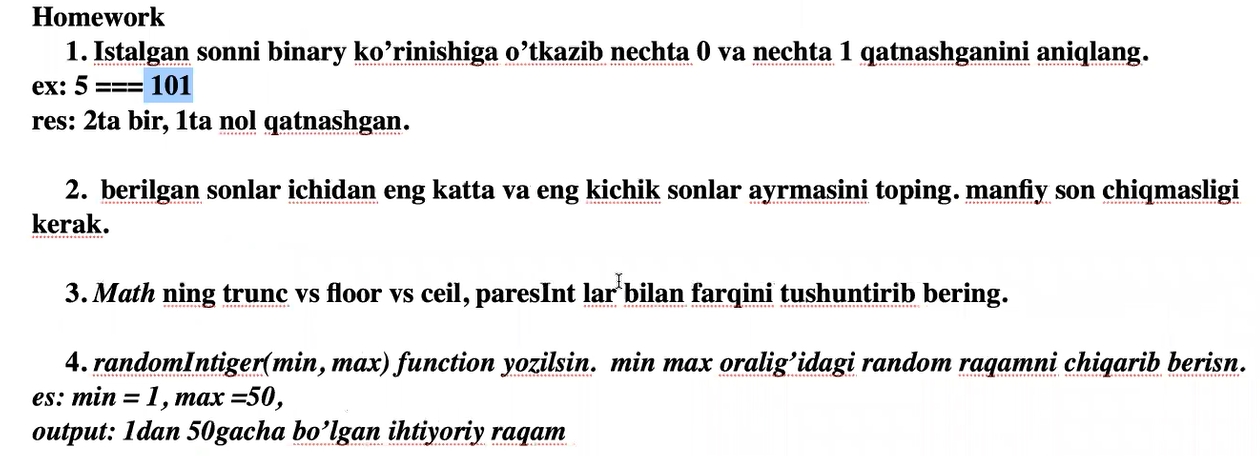 Homework
1. Istalgan sonni binary ko’rinishiga o’tkazib nechta 0 va nechta 1 qatnashganini aniqlang.
ex: 5 === 101
res: 2ta bir, 1ta nol qatnashgan.
2. berilgan sonlar ichidan eng katta va eng kichik sonlar ayrmasini toping. manfiy son chiqmasligi
kerak.
3. Math ning trunc vs floor vs ceil, paresInt lar bilan farqini tushuntirib bering.
4. randomIntiger(min, max) function yozilsin. min max oralig’idagi random raqamni chiqarib berisn.
es: min = 1, max =50,
output: 1dan 50gacha bo’lgan ihtiyoriy raqam